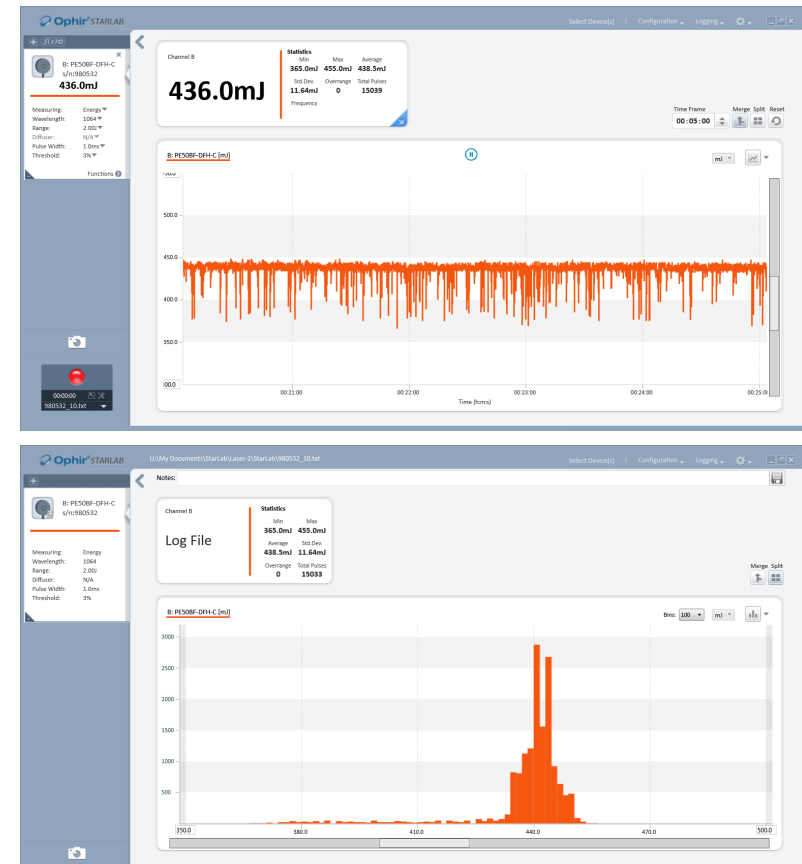 Ophir®STARLAB
Select Device(s) | Configuration Logging
+ f(x)
B: PE50BF-DFH-C
s/n:980532
436.0mJ
Measuring: Energy
Wavelength: 1064
Range: 2.00J
Diffuser: N/A
Pulse Width: 1.0ms
Threshold: 3%
Functions
00:00:00
980532_10.txt
Channel B
436.0mJ
Statistics
Min Max Average
365.0mJ 455.0mJ 438.5mJ
Std.Dev. Overrange Total Pulses
11.64mJ 0 15039
Frequency
Time Frame Merge Split Reset
00:05:00
B: PE50BF-DFH-C [mJ]
mJ
500.0
450.0
400.0
350.0
300.0
00:21:00 00:22:00 00:23:00 00:24:00 00:25:0
Time (hm:s)
Ophir®STARLAB
U:\My Documents\StarLab\Laser-2\StarLab\980532_10.txt
Select Device(s) | Configuration Logging
+
Notes:
B: PE50BF-DFH-C
s/n:980532
Measuring: Energy
Wavelength: 1064
Range: 2.00J
Diffuser: N/A
Pulse Width: 1.0ms
Threshold: 3%
Channel B
Log File
Statistics
Min Max
365.0mJ 455.0mJ
Average Std.Dev.
438.5mJ 11.64mJ
Overrange Total Pulses
0 15033
Merge Split
B: PE50BF-DFH-C [mJ]
Bins: 100 mJ
3000
2500
2000
1500
1000
500
350.0 380.0 410.0 440.0 470.0 500.0